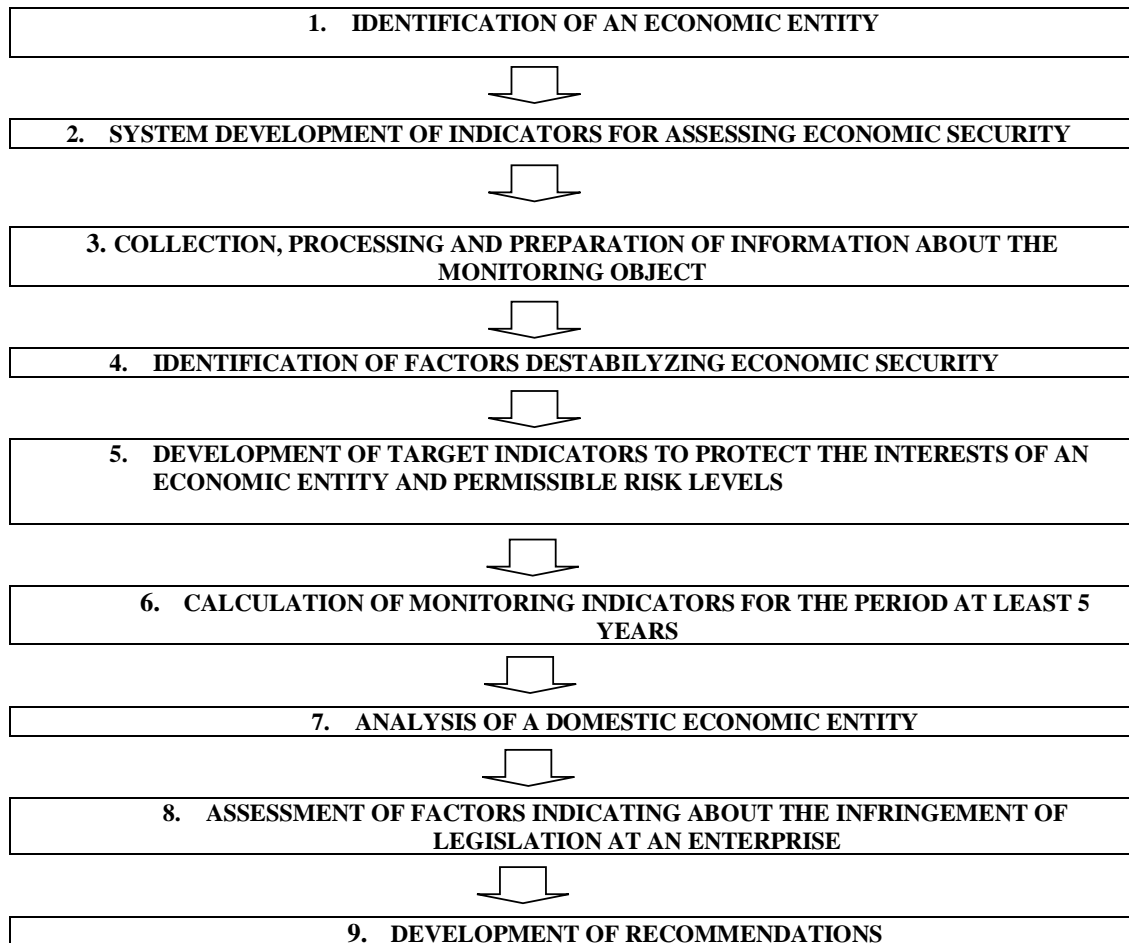 1. IDENTIFICATION OF AN ECONOMIC ENTITY
2. SYSTEM DEVELOPMENT OF INDICATORS FOR ASSESSING ECONOMIC SECURITY
3. COLLECTION, PROCESSING AND PREPARATION OF INFORMATION ABOUT THE
MONITORING OBJECT
4. IDENTIFICATION OF FACTORS DESTABILYZING ECONOMIC SECURITY
5. DEVELOPMENT OF TARGET INDICATORS TO PROTECT THE INTERESTS OF AN
ECONOMIC ENTITY AND PERMISSIBLE RISK LEVELS
6. CALCULATION OF MONITORING INDICATORS FOR THE PERIOD AT LEAST 5
YEARS
7. ANALYSIS OF A DOMESTIC ECONOMIC ENTITY
8. ASSESSMENT OF FACTORS INDICATING ABOUT THE INFRINGEMENT OF
LEGISLATION AT AN ENTERPRISE
9. DEVELOPMENT OF RECOMMENDATIONS